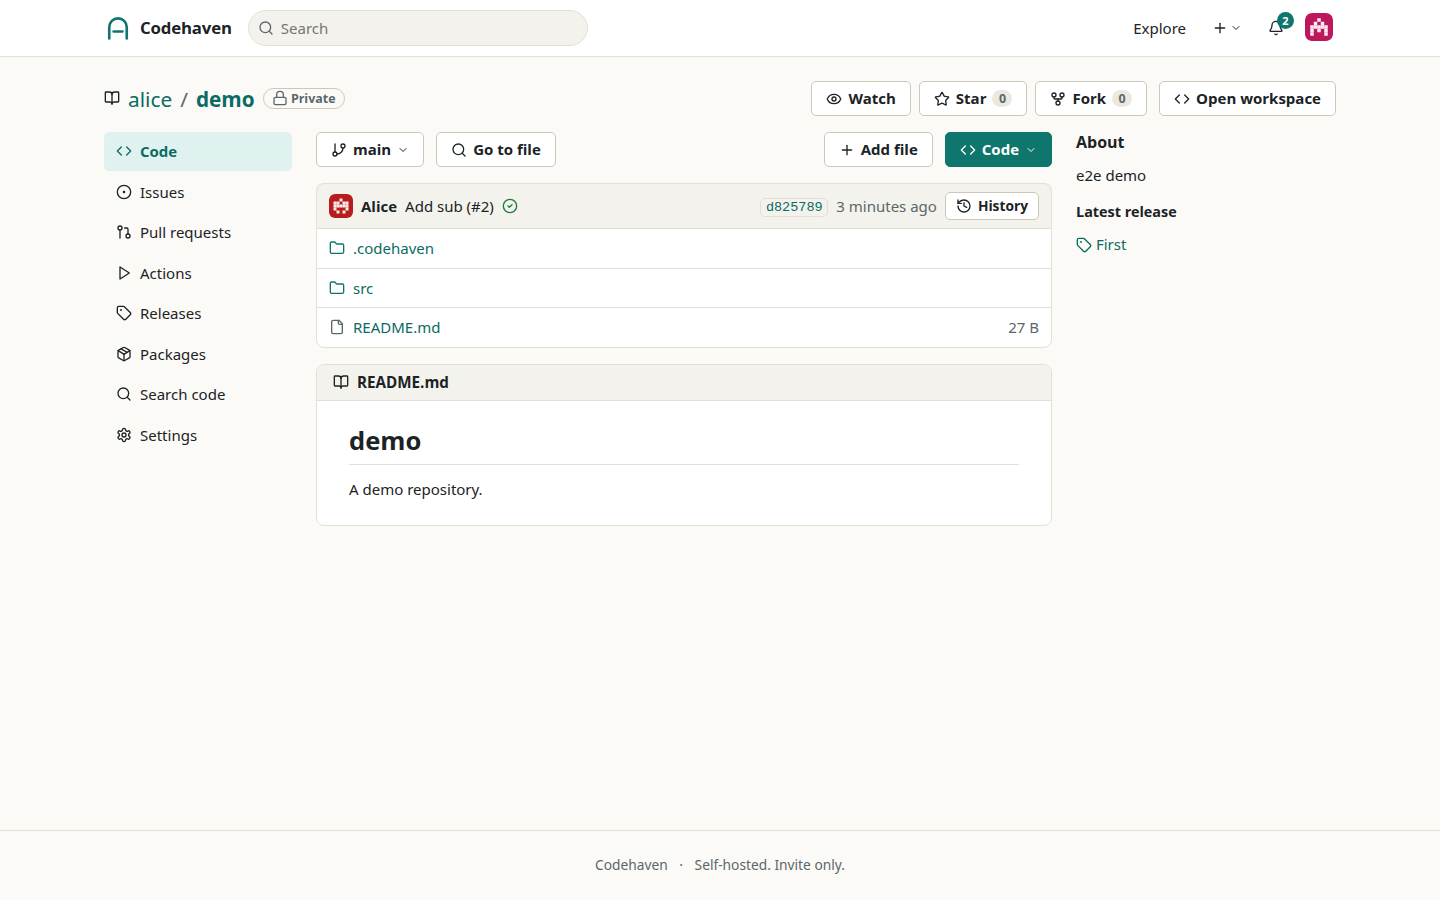 Codehaven
Search
Explore
2
alice / demo
Private
Watch
Star 0
Fork 0
Open workspace
Code
Issues
Pull requests
Actions
Releases
Packages
Search code
Settings
main
Go to file
Add file
Code
Alice Add sub (#2)
d825789 3 minutes ago
History
.codehaven
src
README.md 27 B
README.md
demo
A demo repository.
About
e2e demo
Latest release
First
Codehaven · Self-hosted. Invite only.